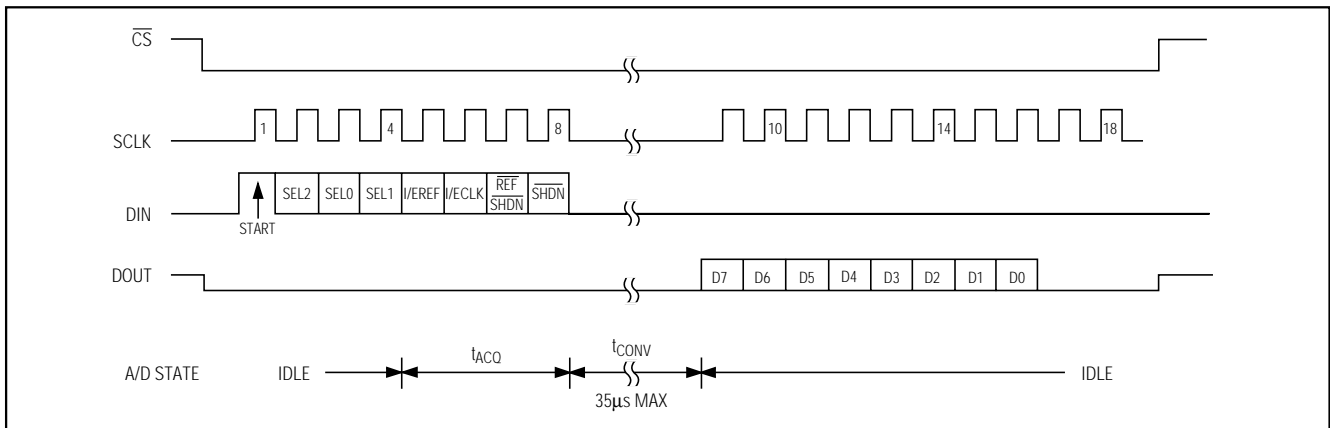 CS
SCLK
1 4 8 10 14 18
DIN
SEL2 SEL0 SEL1 I/EREF I/ECLK REF SHDN SHDN
START
DOUT
D7 D6 D5 D4 D3 D2 D1 D0
A/D STATE IDLE tACQ tCONV IDLE
35μs MAX